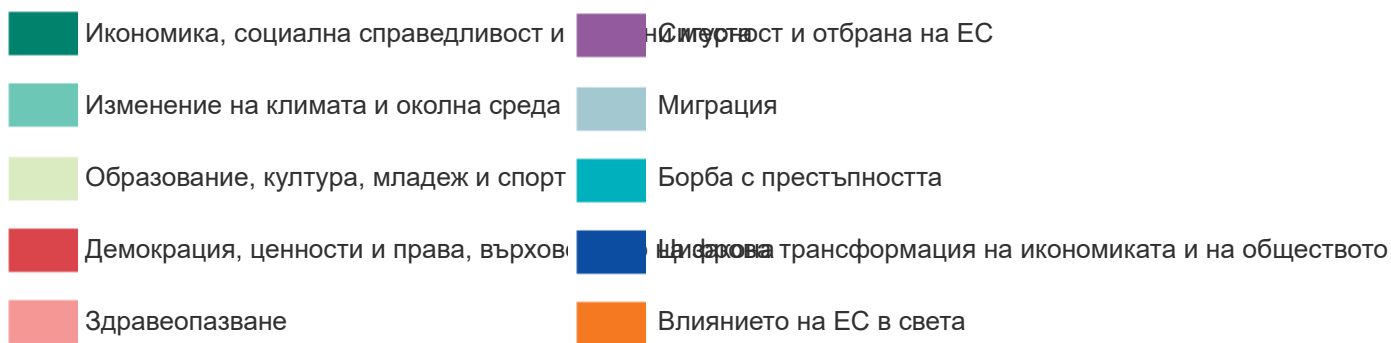 Икономика, социална справедливост и
Сигурност и отбрана на ЕС
Изменение на климата и околна среда
Миграция
Образование, култура, младеж и спорт
Борба с престъпността
Демокрация, ценности и права,
Цифрова трансформация на икономиката и на обществото
Здравеопазване
Влиянието на ЕС в света